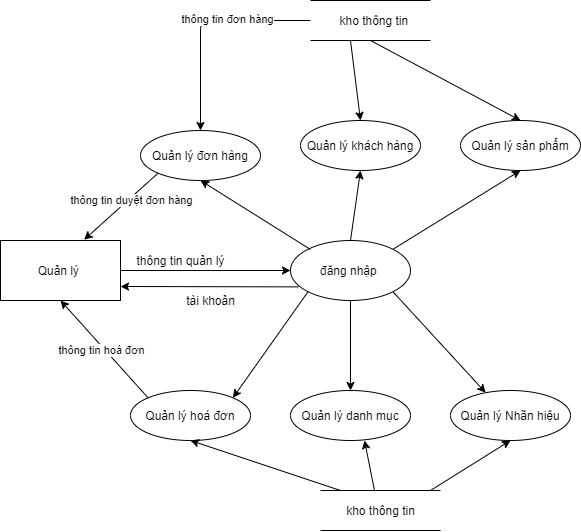 thông tin đơn hàng
kho thông tin
Quản lý đơn hàng
Quản lý khách hàng
Quản lý sản phẩm
thông tin duyệt đơn hàng
Quản lý
thông tin quản lý
đăng nhập
tài khoản
thông tin hoá đơn
Quản lý hoá đơn
Quản lý danh mục
Quản lý Nhãn hiệu
kho thông tin